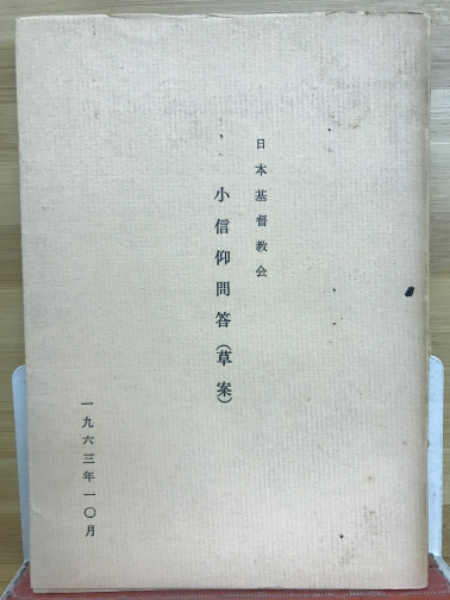 日本基督教会
小信仰問答（草案）
一九六三年一〇月